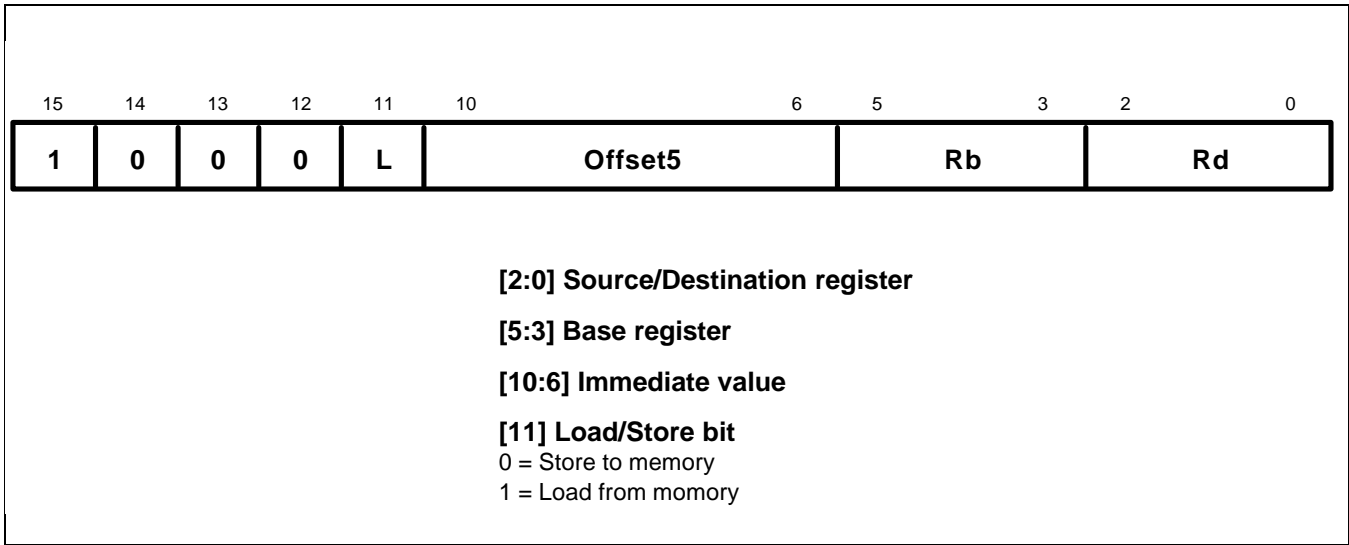 15 14 13 12 11 10 6 5 3 2 0
1 0 0 0 L Offset5 Rb Rd
[2:0] Source/Destination register
[5:3] Base register
[10:6] Immediate value
[11] Load/Store bit
0 = Store to memory
1 = Load from momory